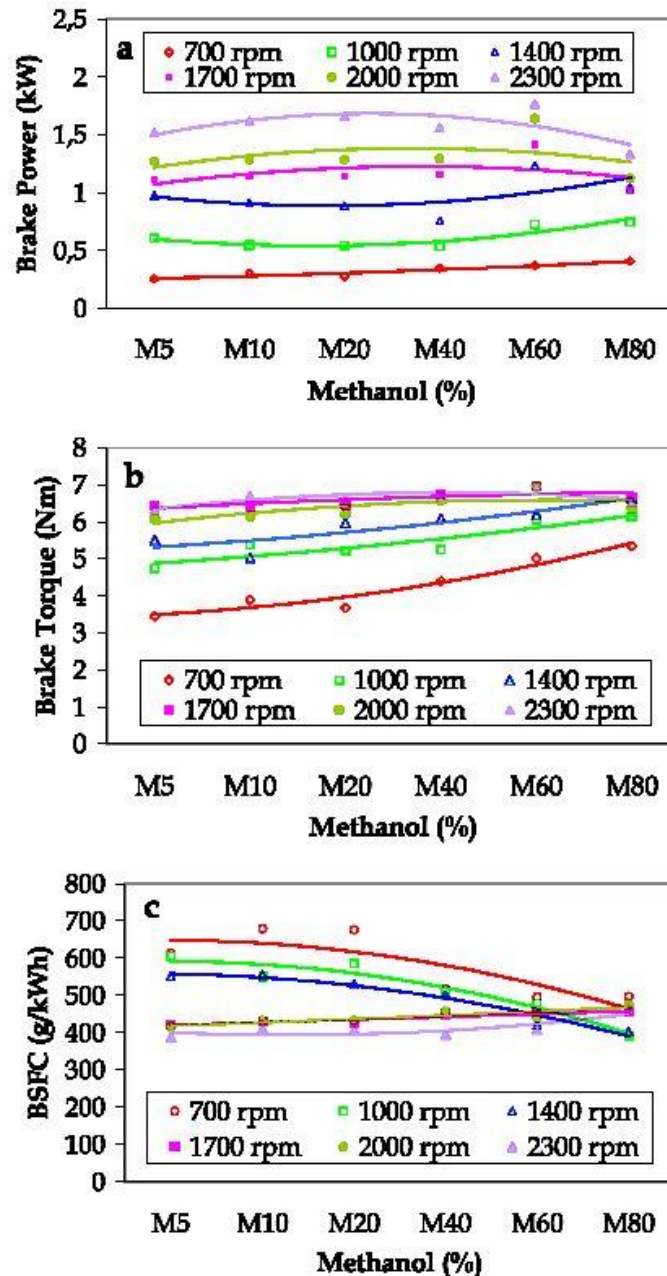 2,5
a
700 rpm 1000 rpm 1400 rpm
1700 rpm 2000 rpm 2300 rpm
2
1,5
1
0,5
0
Brake Power (kW)
M5 M10 M20 M40 M60 M80
Methanol (%)
8
b
7
6
5
4
3
2
1
0
Brake Torque (Nm)
700 rpm 1000 rpm 1400 rpm
1700 rpm 2000 rpm 2300 rpm
M5 M10 M20 M40 M60 M80
Methanol (%)
800
c
700
600
500
400
300
200
100
0
BSFC (g/kWh)
700 rpm 1000 rpm 1400 rpm
1700 rpm 2000 rpm 2300 rpm
M5 M10 M20 M40 M60 M80
Methanol (%)